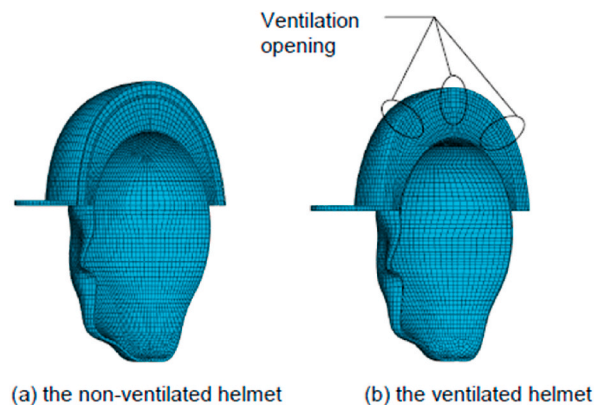 Ventilation
opening
(a) the non-ventilated helmet
(b) the ventilated helmet